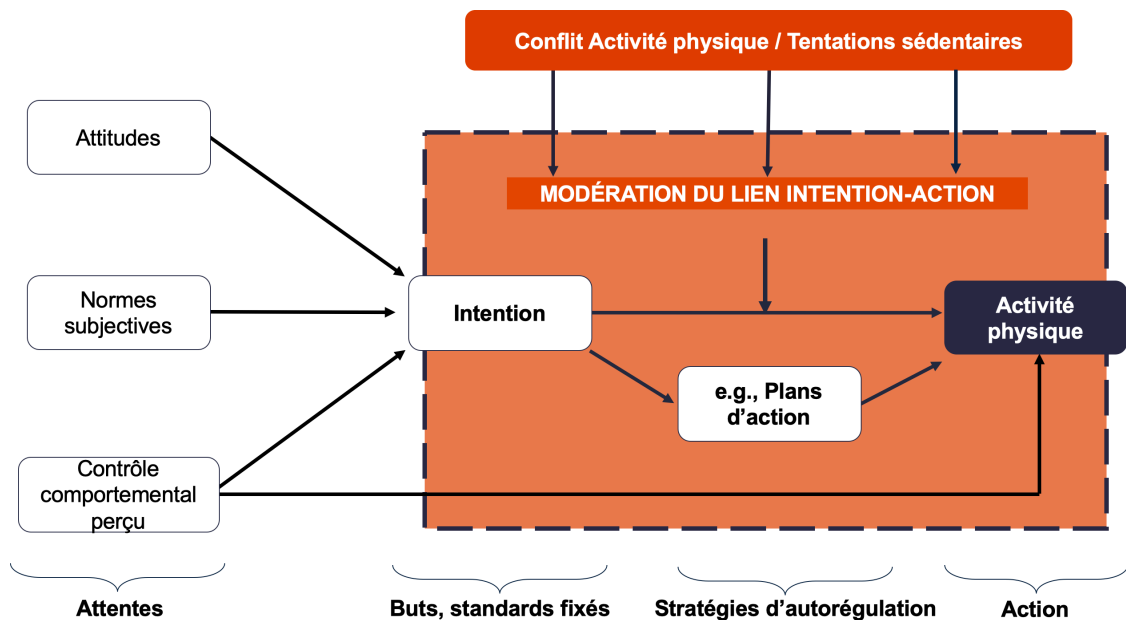 Conflit Activité physique / Tentations sédentaires
Attitudes
MODÉRATION DU LIEN INTENTION-ACTION
Normes
subjectives
Intention
Activité
physique
e.g., Plans
d’action
Contrôle
comportemental
perçu
Attentes
Buts, standards fixés
Stratégies d’autorégulation
Action